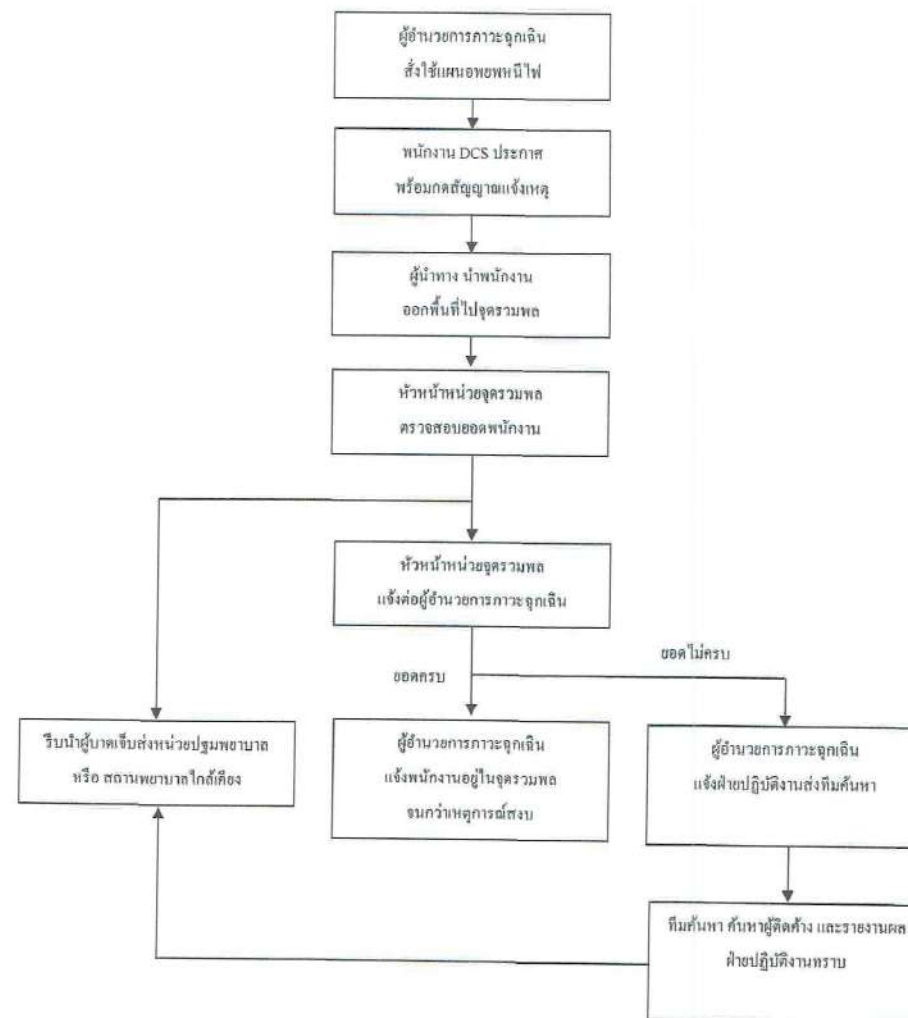 ผู้อำนวยการภาวะฉุกเฉิน
สั่งใช้แผนอพยพหนีไฟ
พนักงาน DCS ประกาศ
พร้อมกดสัญญาณแจ้งเหตุ
ผู้นำทาง นำพนักงาน
ออกพื้นที่ไปจุดรวมพล
หัวหน้าหน่วยจุดรวมพล
ตรวจสอบยอดพนักงาน
หัวหน้าหน่วยจุดรวมพล
แจ้งต่อผู้อำนวยการภาวะฉุกเฉิน
ยอดครบ
ยอดไม่ครบ
รีบนำผู้บาดเจ็บส่งหน่วยปฐมพยาบาล
หรือ สถานพยาบาลใกล้เคียง
ผู้อำนวยการภาวะฉุกเฉิน
แจ้งพนักงานอยู่ในจุดรวมพล
จนกว่าเหตุการณ์สงบ
ผู้อำนวยการภาวะฉุกเฉิน
แจ้งฝ่ายปฏิบัติงานส่งทีมค้นหา
ทีมค้นหา ค้นหาผู้ติดค้าง และรายงานผล
ฝ่ายปฏิบัติงานทราบ